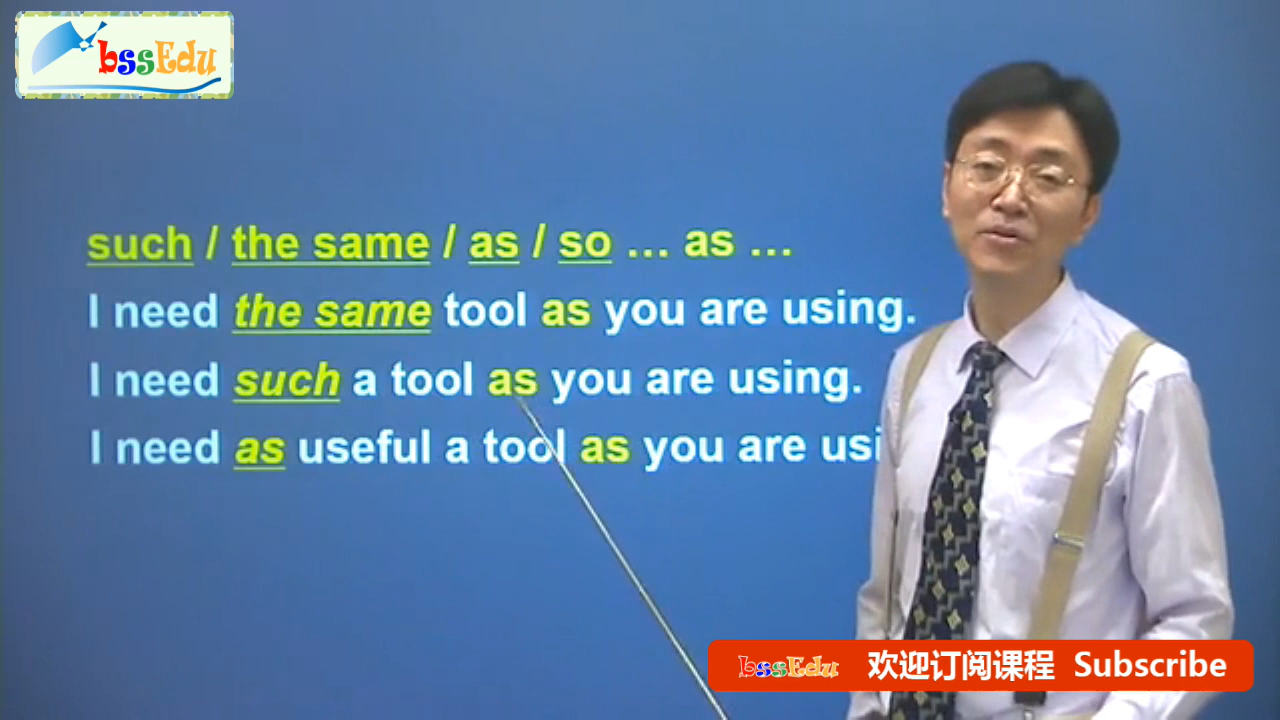 bssEdu
such / the same / as / so ... as ...
I need the same tool as you are using.
I need such a tool as you are using.
I need as useful a tool as you are
bssEdu 欢迎订阅课程 Subscribe